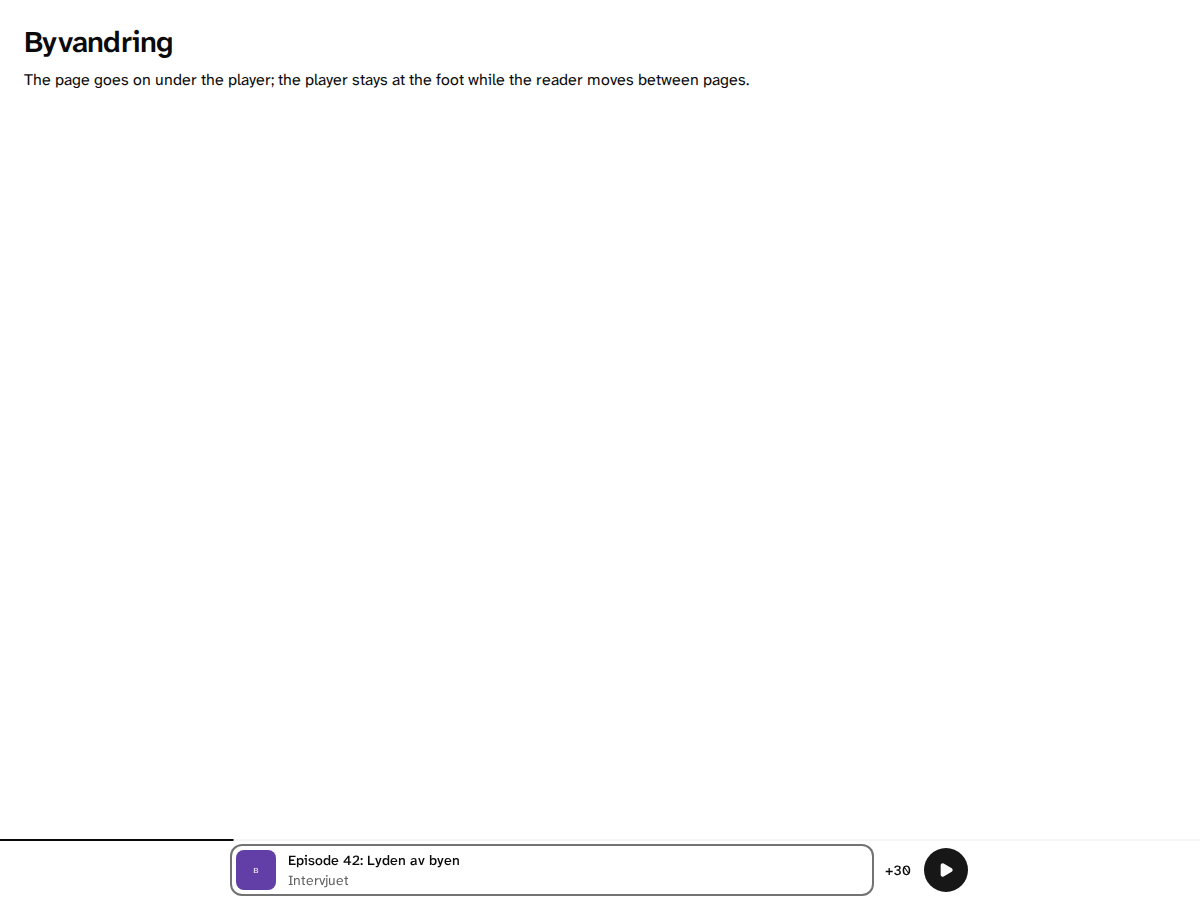 Byvandring
The page goes on under the player; the player stays at the foot while the reader moves between pages.
B
Episode 42: Lyden av byen
Intervjuet
+30